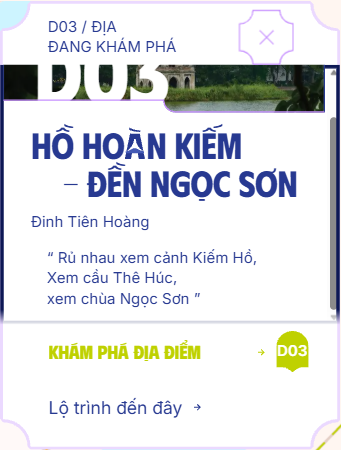 D03 / ĐỊA
ĐANG KHÁM PHÁ
D03
HỒ HOÀN KIẾM
– ĐỀN NGỌC SƠN
Đinh Tiên Hoàng
“ Rủ nhau xem cảnh Kiếm Hồ,
Xem cầu Thê Húc,
xem chùa Ngọc Sơn ”
KHÁM PHÁ ĐỊA ĐIỂM → D03
Lộ trình đến đây →